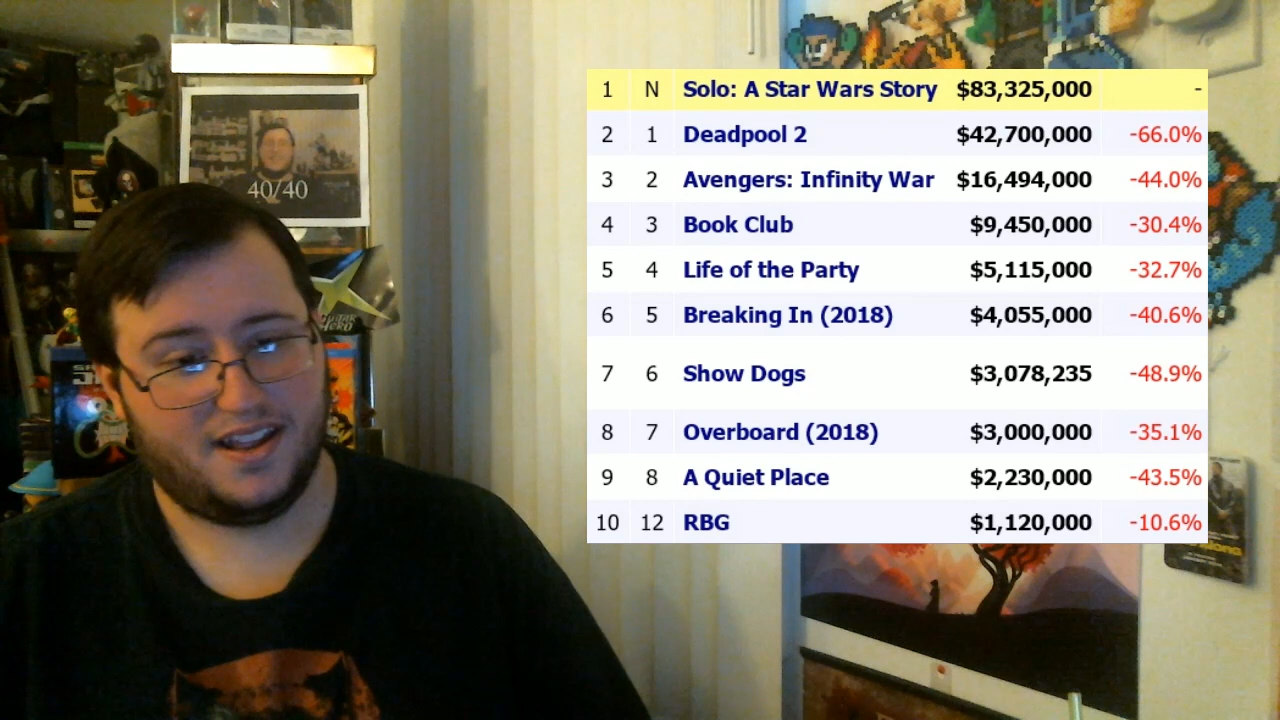 1 N Solo: A Star Wars Story $83,325,000 -
2 1 Deadpool 2 $42,700,000 -66.0%
3 2 Avengers: Infinity War $16,494,000 -44.0%
4 3 Book Club $9,450,000 -30.4%
5 4 Life of the Party $5,115,000 -32.7%
6 5 Breaking In (2018) $4,055,000 -40.6%
7 6 Show Dogs $3,078,235 -48.9%
8 7 Overboard (2018) $3,000,000 -35.1%
9 8 A Quiet Place $2,230,000 -43.5%
10 12 RBG $1,120,000 -10.6%
40/40
GUITAR
HERO